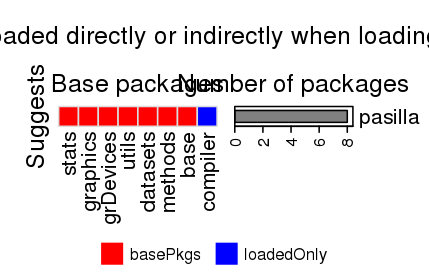 oaded directly or indirectly when loading
Base packages
Number of packages
Suggests
pasilla
0 2 4 6 8
stats
graphics
grDevices
utils
datasets
methods
base
compiler
basePkgs
loadedOnly